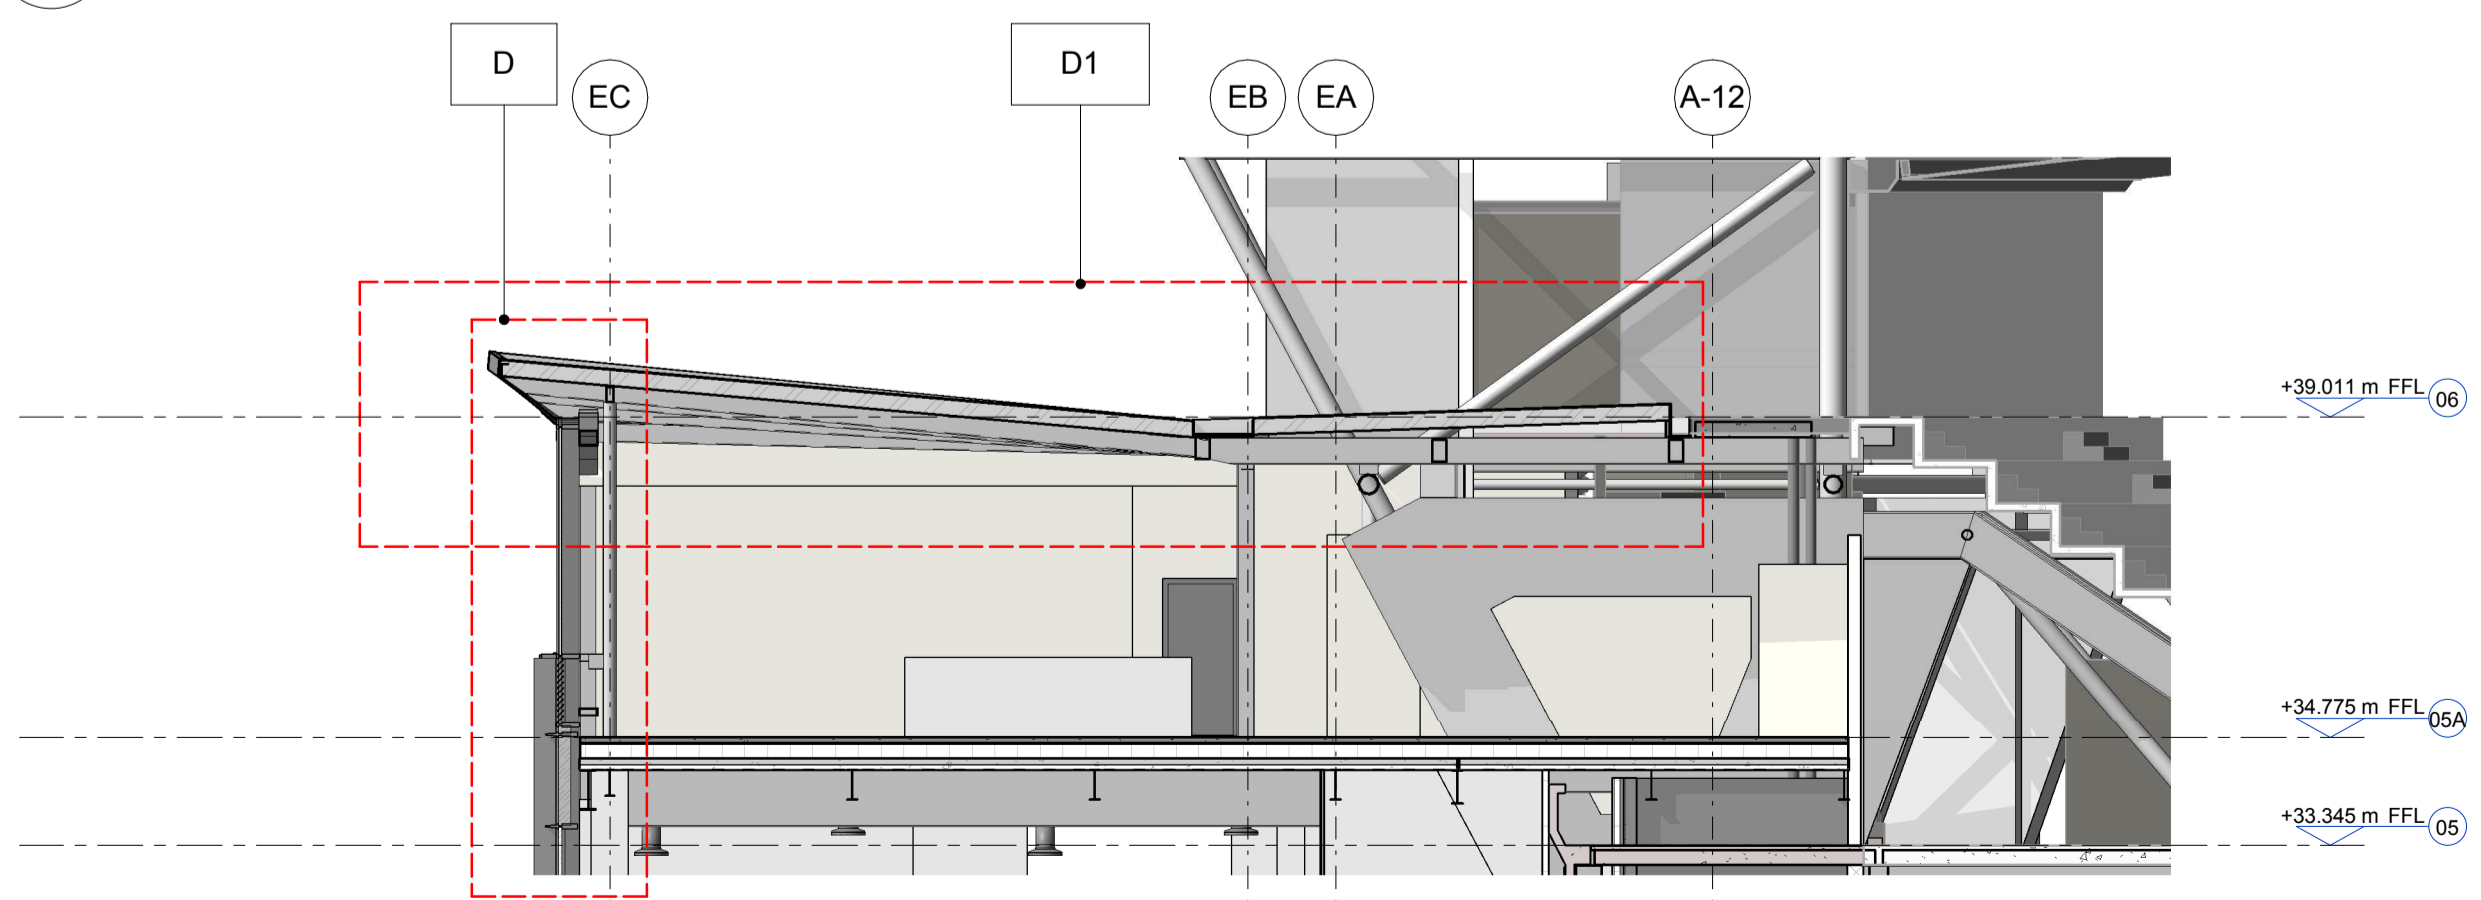 D
D1
EC
EB
EA
A-12
+39.011 m FFL
06
+34.775 m FFL
05A
+33.345 m FFL
05